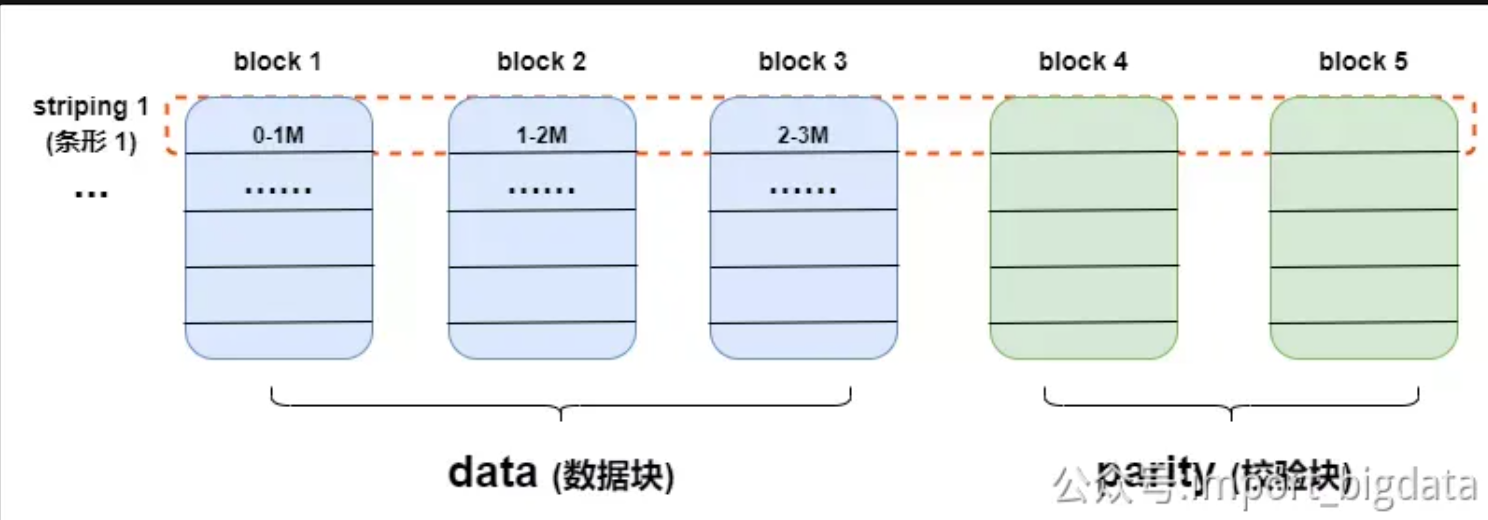 block 1 block 2 block 3 block 4 block 5
striping 1
(条形 1)
0-1M 1-2M 2-3M
...
...... ...... ......
data (数据块) parity (校验块)
公众号:import_bigdata